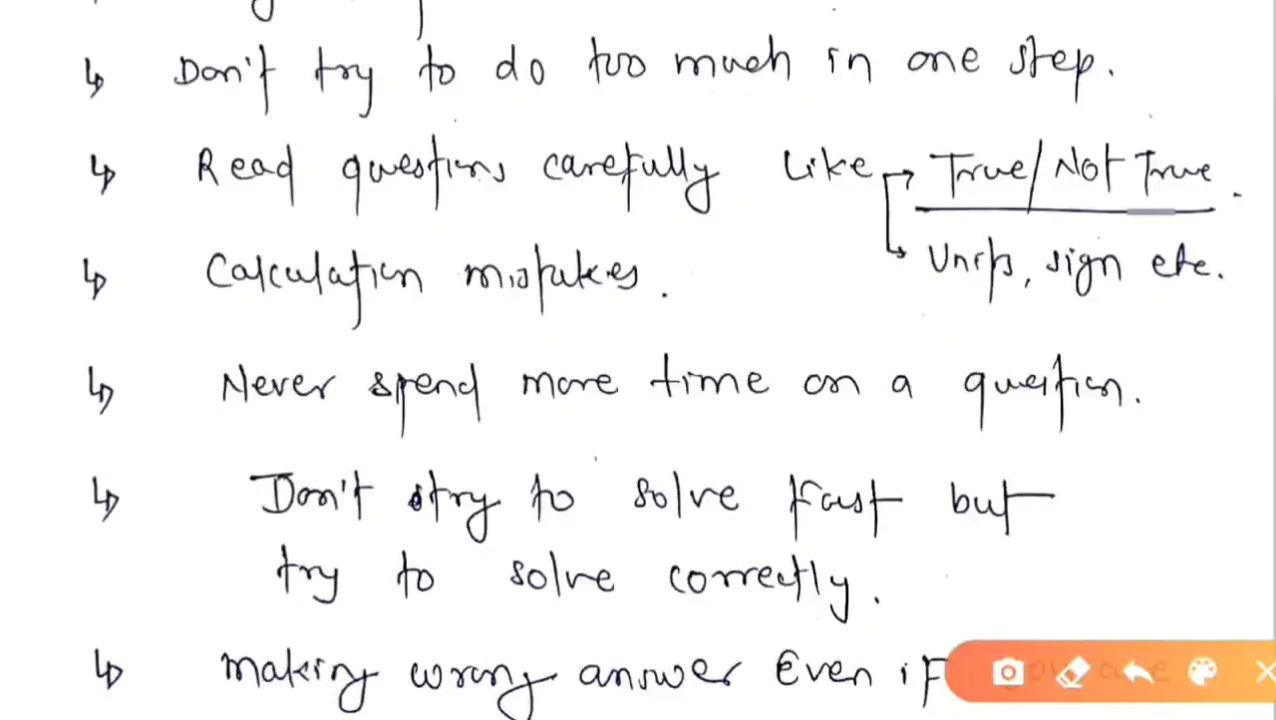 ↳ Don't try to do too much in one step.
↳ Read questions carefully like → True/Not True.
→ Units, sign etc.
↳ Calculation mistakes.
↳ Never spend more time on a question.
↳ Don't try to solve fast but
try to solve correctly.
↳ making wrong answer Even if